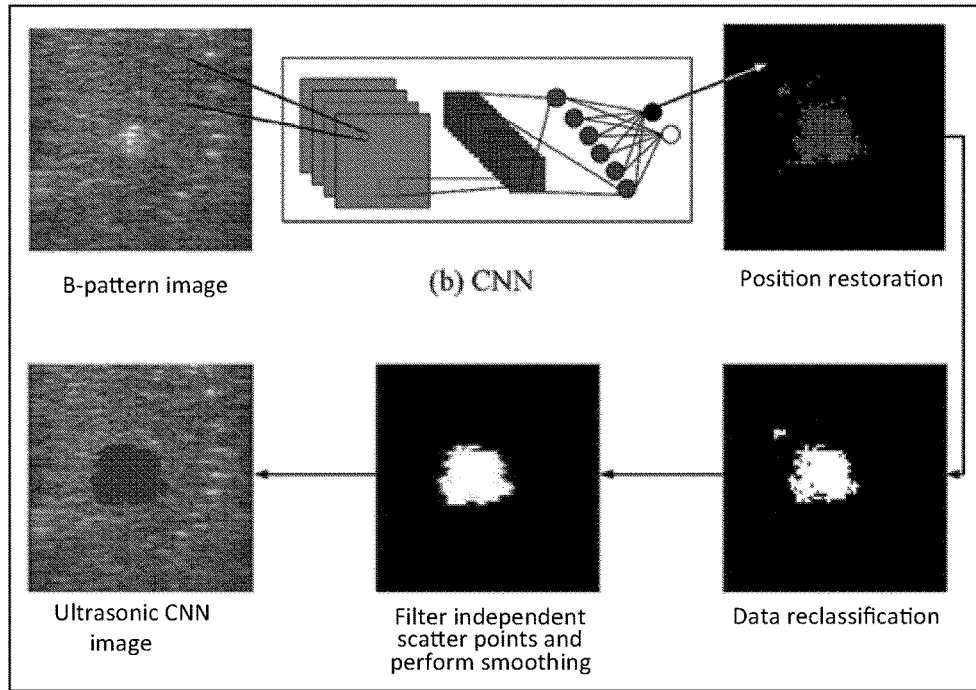 B-pattern image
(b) CNN
Position restoration
Ultrasonic CNN
image
Filter independent
scatter points and
perform smoothing
Data reclassification